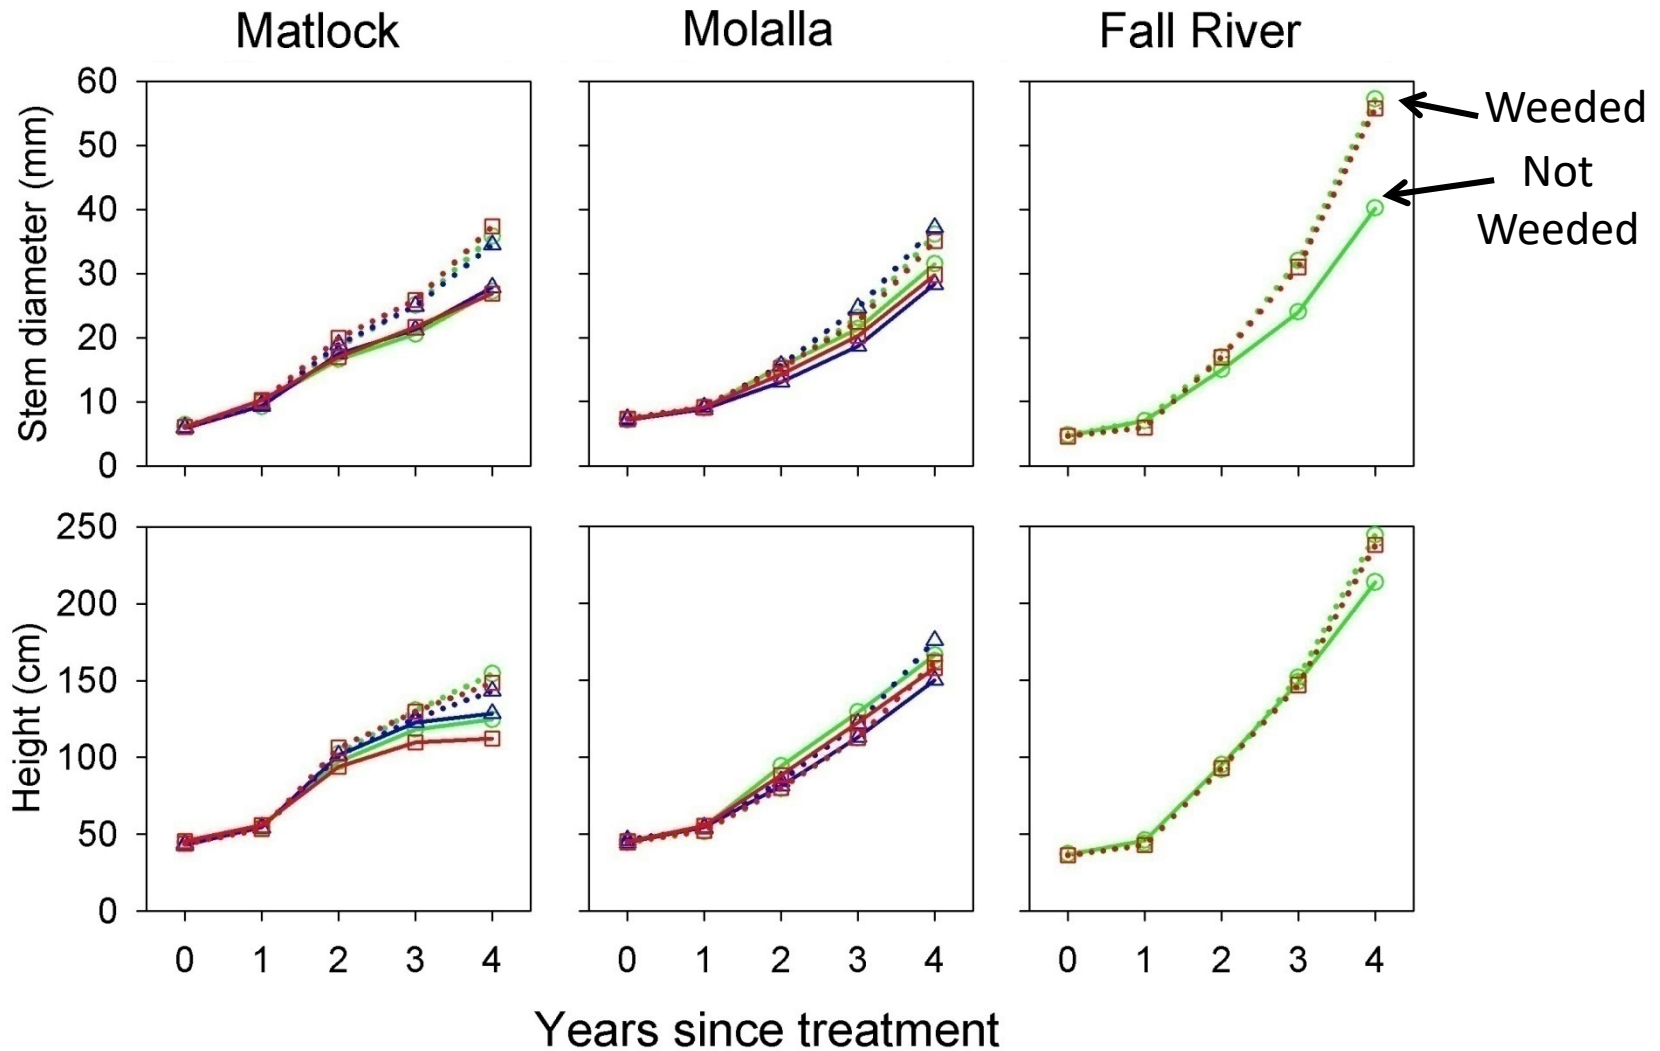 Matlock
Molalla
Fall River
Stem diameter (mm)
60
50
40
30
20
10
0
Weeded
Not
Weeded
Height (cm)
250
200
150
100
50
0
0 1 2 3 4
0 1 2 3 4
0 1 2 3 4
Years since treatment